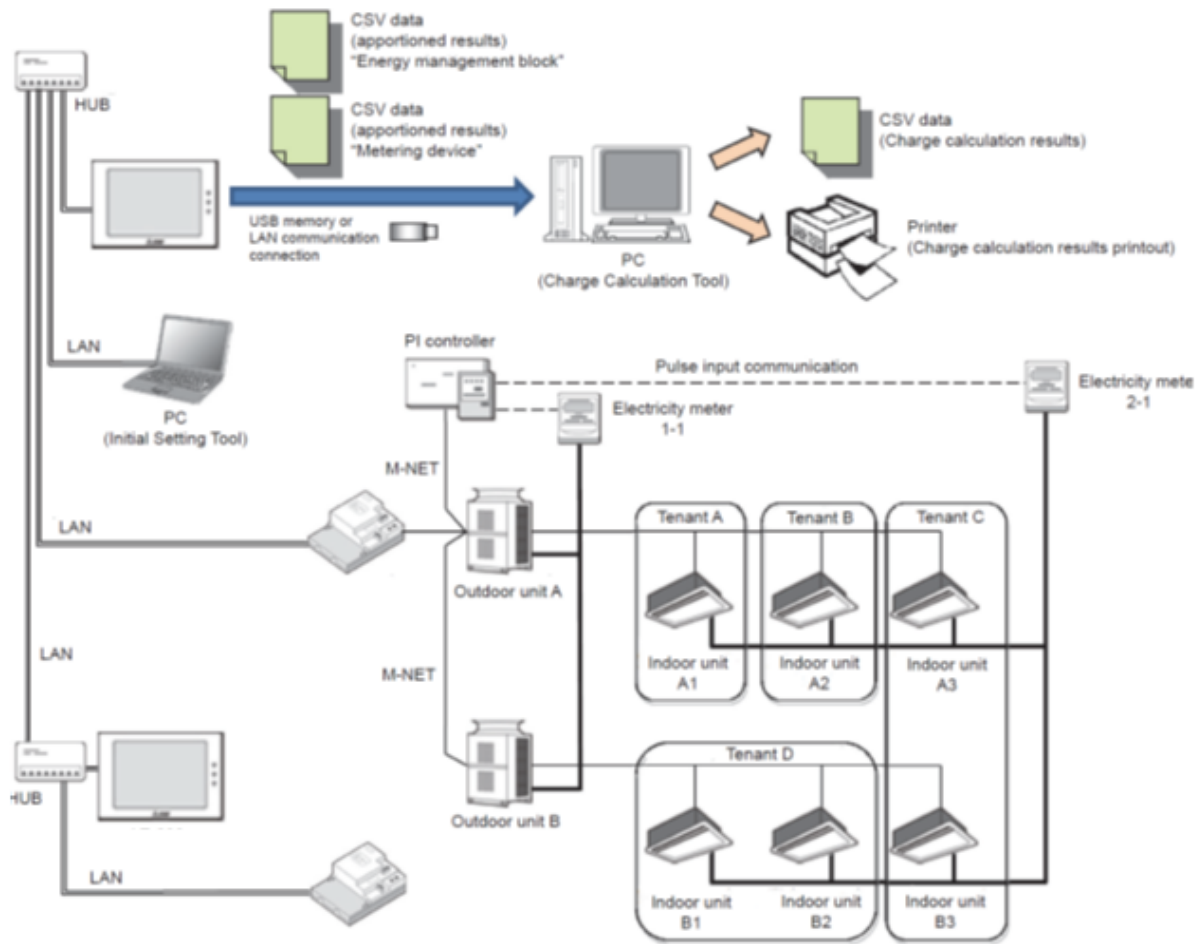 CSV data
(apportioned results)
"Energy management block"
HUB
CSV data
(apportioned results)
"Metering device"
CSV data
(Charge calculation results)
USB memory or
LAN communication
connection
PC
(Charge Calculation Tool)
Printer
(Charge calculation results printout)
LAN
PC
(Initial Setting Tool)
PI controller
Pulse input communication
Electricity meter
1-1
Electricity mete
2-1
M-NET
LAN
Tenant A
Tenant B
Tenant C
Outdoor unit A
Indoor unit
A1
Indoor unit
A2
Indoor unit
A3
LAN
M-NET
Tenant D
HUB
Outdoor unit B
LAN
Indoor unit
B1
Indoor unit
B2
Indoor unit
B3